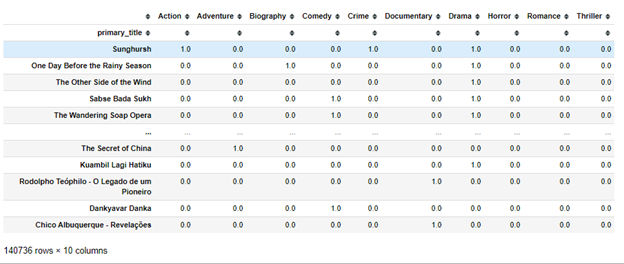 Action Adventure Biography Comedy Crime Documentary Drama Horror Romance Thriller
primary_title
Sunghursh 1.0 0.0 0.0 0.0 1.0 0.0 1.0 0.0 0.0 0.0
One Day Before the Rainy Season 0.0 0.0 1.0 0.0 0.0 0.0 1.0 0.0 0.0 0.0
The Other Side of the Wind 0.0 0.0 0.0 0.0 0.0 0.0 1.0 0.0 0.0 0.0
Sabse Bada Sukh 0.0 0.0 0.0 1.0 0.0 0.0 1.0 0.0 0.0 0.0
The Wandering Soap Opera 0.0 0.0 0.0 1.0 0.0 0.0 1.0 0.0 0.0 0.0
... ... ... ... ... ... ... ... ... ... ...
The Secret of China 0.0 1.0 0.0 0.0 0.0 0.0 0.0 0.0 0.0 0.0
Kuambil Lagi Hatiku 0.0 0.0 0.0 0.0 0.0 0.0 1.0 0.0 0.0 0.0
Rodolpho Teóphilo - O Legado de um 0.0 0.0 0.0 0.0 0.0 1.0 0.0 0.0 0.0 0.0
Pioneiro
Dankyavar Danka 0.0 0.0 0.0 1.0 0.0 0.0 0.0 0.0 0.0 0.0
Chico Albuquerque - Revelações 0.0 0.0 0.0 0.0 0.0 1.0 0.0 0.0 0.0 0.0
140736 rows × 10 columns